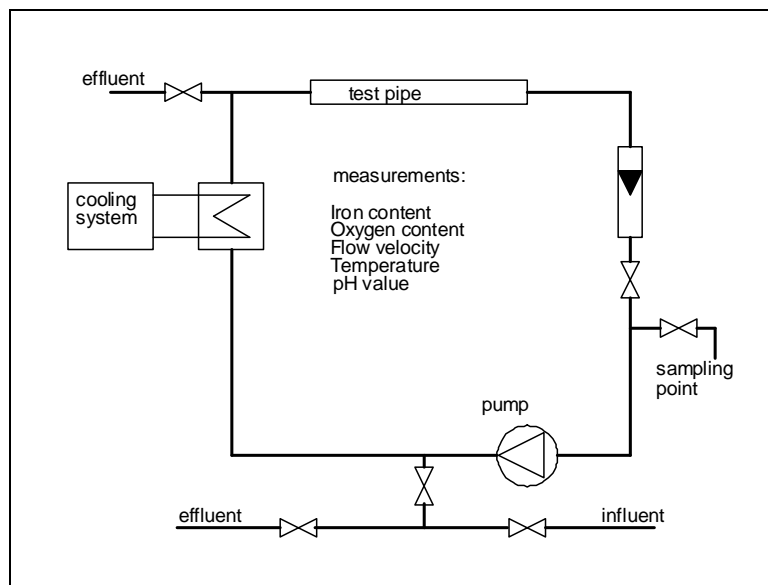 effluent
test pipe
cooling
system
measurements:
Iron content
Oxygen content
Flow velocity
Temperature
pH value
sampling
point
pump
effluent
influent